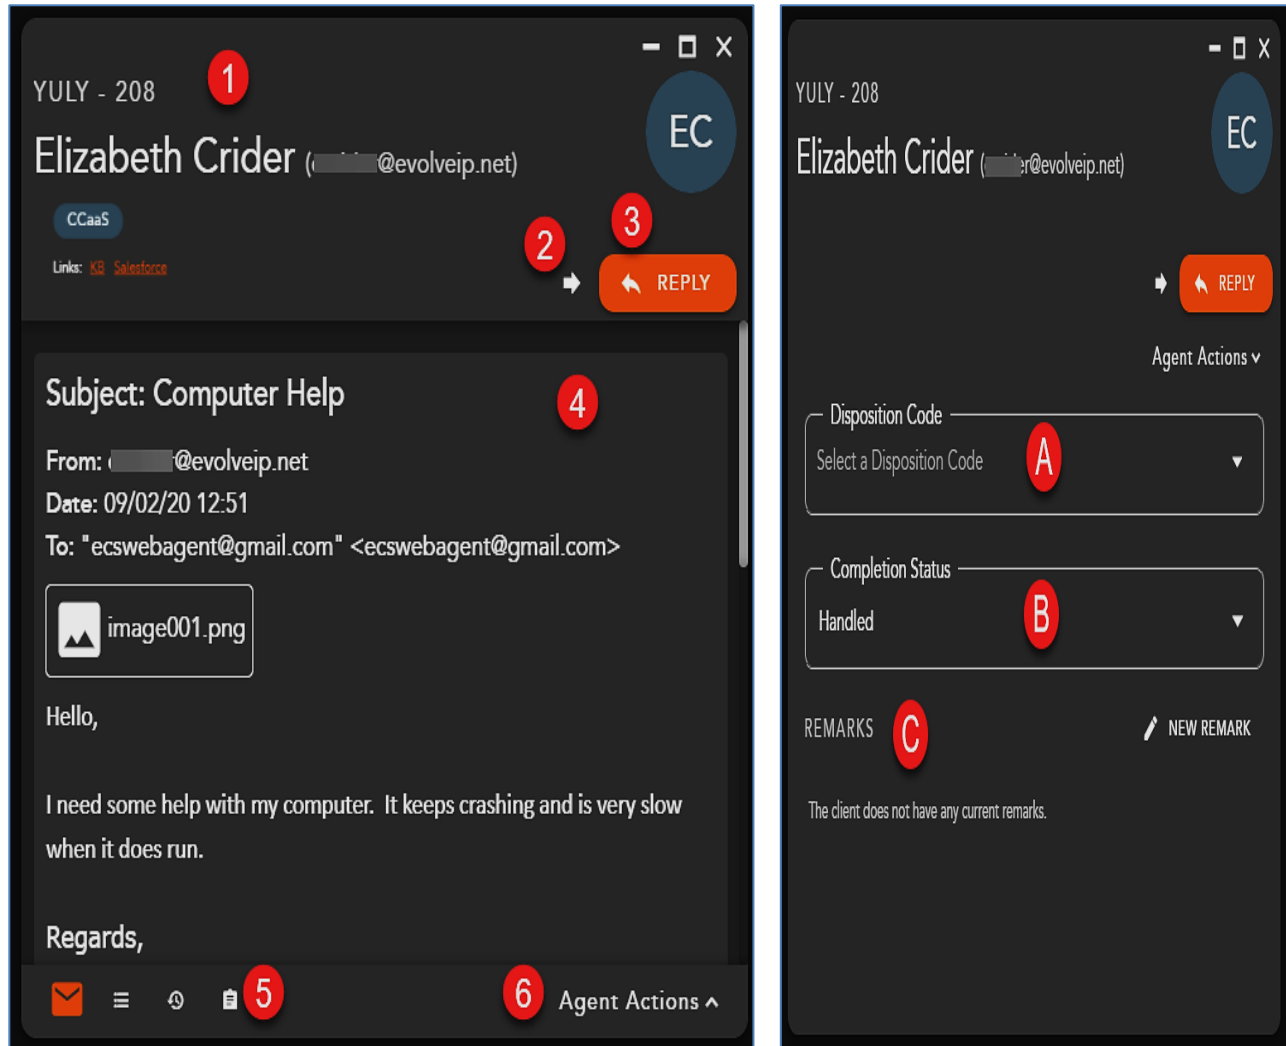 YULY - 208
1
Elizabeth Crider (@evolveip.net)
EC
CCaaS
Links: KB Salesforce
2
3
REPLY
Subject: Computer Help
4
From: @evolveip.net
Date: 09/02/20 12:51
To: "ecswebagent@gmail.com" <ecswebagent@gmail.com>
image001.png
Hello,
I need some help with my computer. It keeps crashing and is very slow
when it does run.
Regards,
5
6
Agent Actions
YULY - 208
Elizabeth Crider (er@evolveip.net)
EC
REPLY
Agent Actions
Disposition Code
Select a Disposition Code
A
Completion Status
Handled
B
REMARKS
C
NEW REMARK
The client does not have any current remarks.